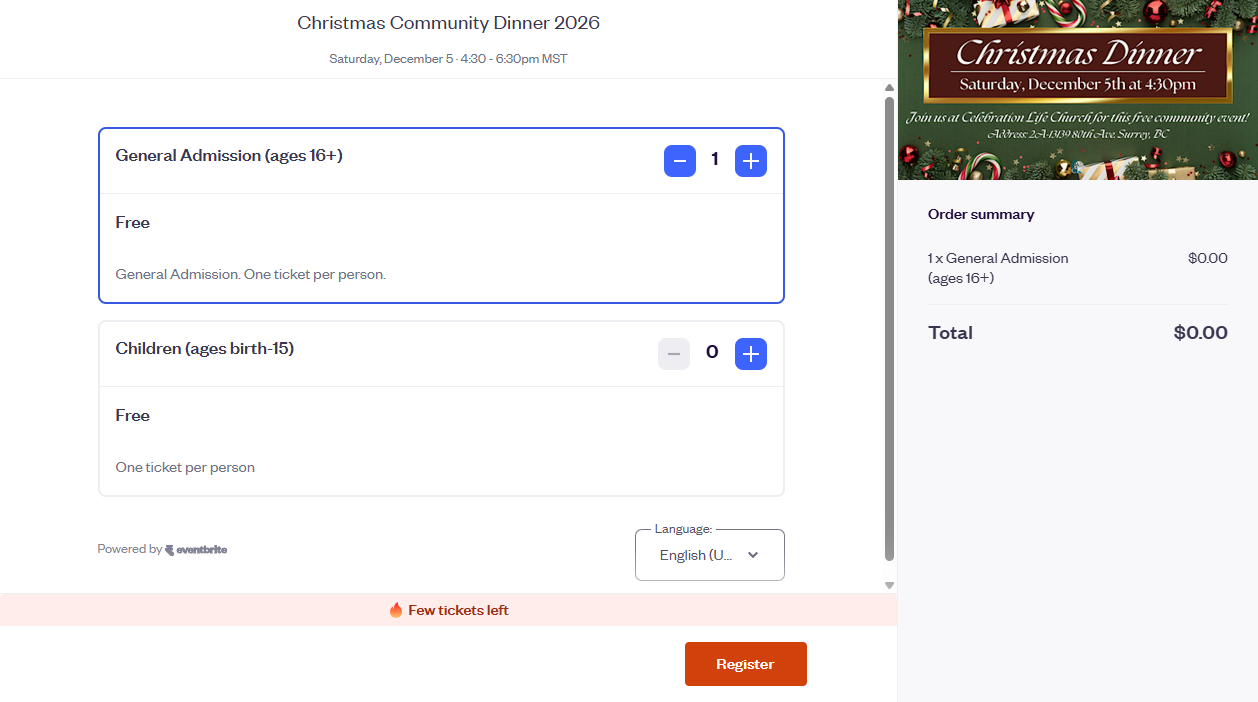 Christmas Community Dinner 2026
Saturday, December 5 · 4:30 - 6:30pm MST
General Admission (ages 16+)
1
Free
General Admission. One ticket per person.
Children (ages birth-15)
0
Free
One ticket per person
Powered by eventbrite
Language:
English (U...
Few tickets left
Register
Christmas Dinner
Saturday, December 5th at 4:30pm
Join us at Celebration Life Church for this free community event!
Address: 2A-13139 80th Ave. Surrey, BC
Order summary
1 x General Admission $0.00
(ages 16+)
Total $0.00